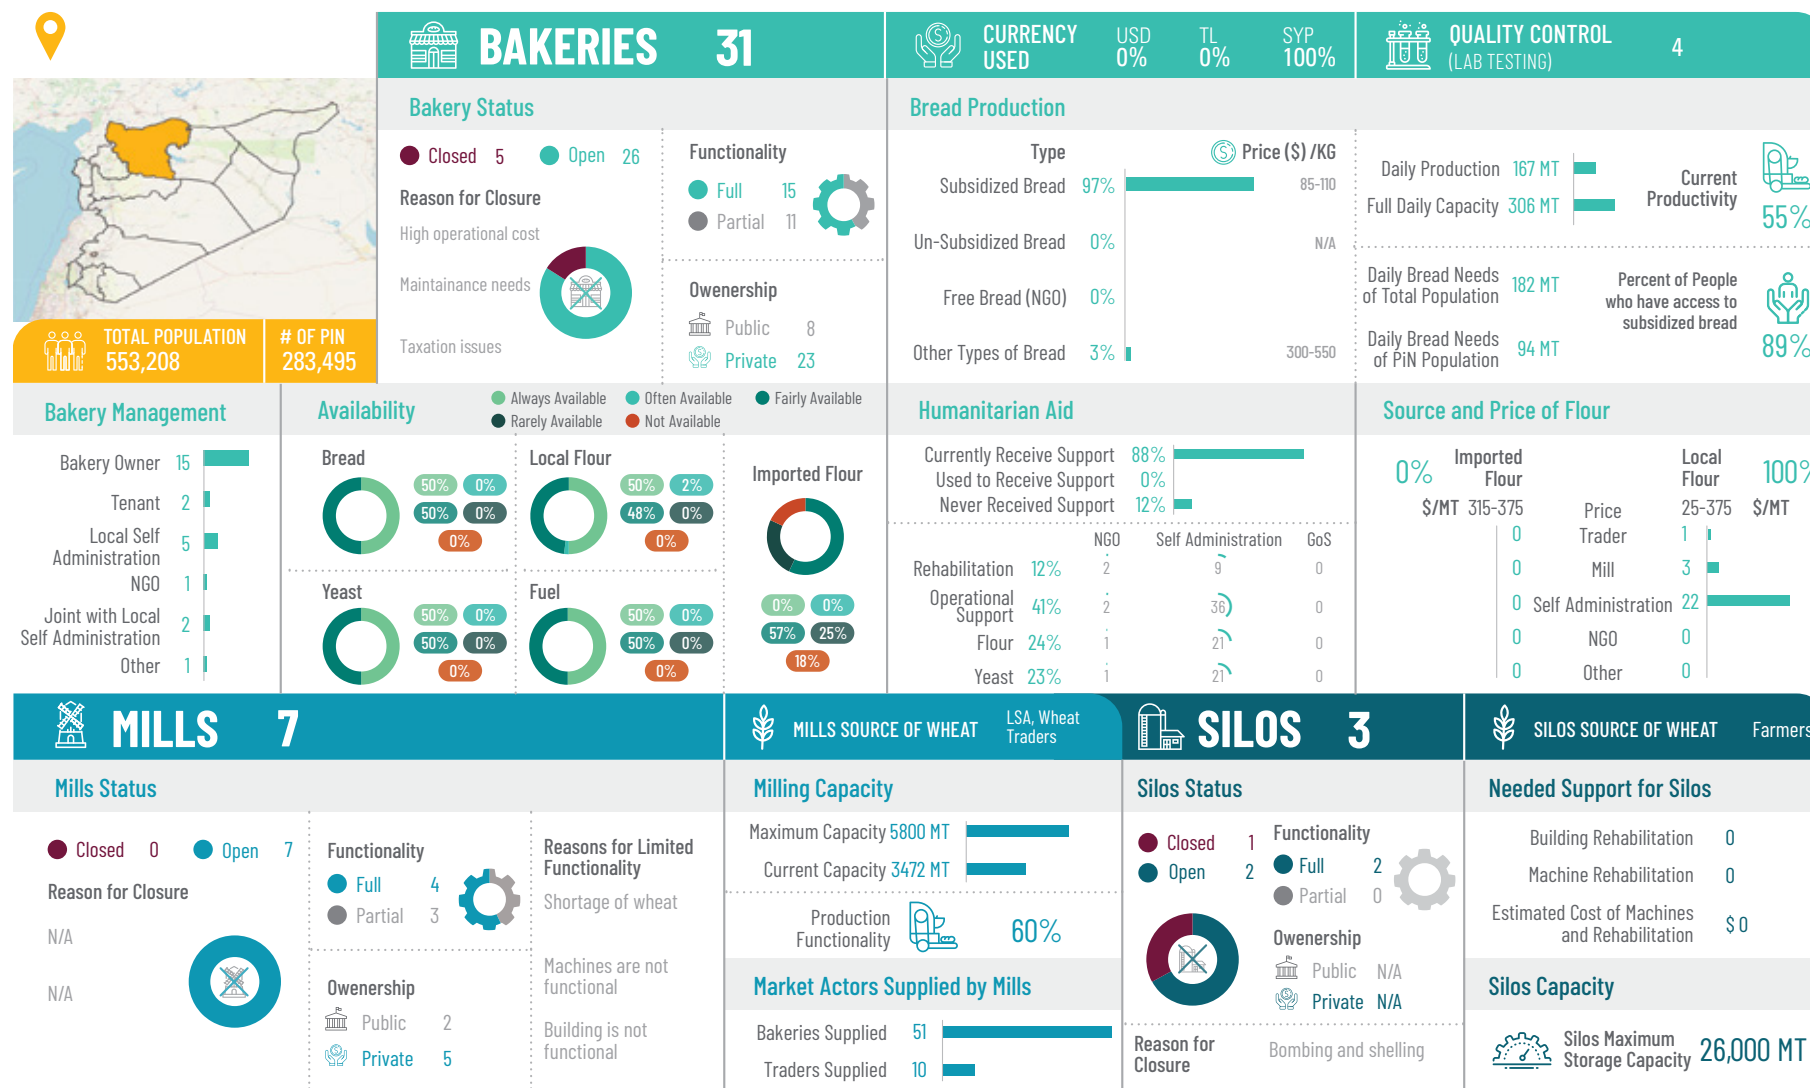 BAKERIES 31
CURRENCY USED
USD 0%
TL 0%
SYP 100%
QUALITY CONTROL (LAB TESTING) 4
TOTAL POPULATION
553,208
# OF PIN
283,495
Bakery Status
Closed 5
Open 26
Reason for Closure
High operational cost
Maintainance needs
Taxation issues
Functionality
Full 15
Partial 11
Owenership
Public 8
Private 23
Bread Production
Type Price ($) /KG
Subsidized Bread 97% 85-110
Un-Subsidized Bread 0% N/A
Free Bread (NGO) 0%
Other Types of Bread 3% 300-550
Daily Production 167 MT
Full Daily Capacity 306 MT
Current
Productivity
55%
Daily Bread Needs
of Total Population 182 MT
Daily Bread Needs
of PiN Population 94 MT
Percent of People
who have access to
subsidized bread
89%
Bakery Management
Bakery Owner 15
Tenant 2
Local Self
Administration 5
NGO 1
Joint with Local
Self Administration 2
Other 1
Availability
Always Available
Often Available
Fairly Available
Rarely Available
Not Available
Bread
50% 0%
50% 0%
0%
Local Flour
50% 2%
48% 0%
0%
Yeast
50% 0%
50% 0%
0%
Fuel
50% 0%
50% 0%
0%
Imported Flour
0% 0%
57% 25%
18%
Humanitarian Aid
Currently Receive Support 88%
Used to Receive Support 0%
Never Received Support 12%
NGO Self Administration GoS
Rehabilitation 12% 2 9 0
Operational
Support 41% 2 36 0
Flour 24% 1 21 0
Yeast 23% 1 21 0
Source and Price of Flour
0% Imported
Flour
Local
Flour 100%
$/MT 315-375 Price 25-375 $/MT
0 Trader 1
0 Mill 3
0 Self Administration 22
0 NGO 0
0 Other 0
MILLS 7
MILLS SOURCE OF WHEAT
LSA, Wheat
Traders
Mills Status
Closed 0
Open 7
Reason for Closure
N/A
N/A
Functionality
Full 4
Partial 3
Owenership
Public 2
Private 5
Reasons for Limited
Functionality
Shortage of wheat
Machines are not
functional
Building is not
functional
Milling Capacity
Maximum Capacity 5800 MT
Current Capacity 3472 MT
Production
Functionality
60%
Market Actors Supplied by Mills
Bakeries Supplied 51
Traders Supplied 10
SILOS 3
SILOS SOURCE OF WHEAT Farmers
Silos Status
Closed 1
Open 2
Functionality
Full 2
Partial 0
Owenership
Public N/A
Private N/A
Reason for
Closure
Bombing and shelling
Needed Support for Silos
Building Rehabilitation 0
Machine Rehabilitation 0
Estimated Cost of Machines
and Rehabilitation $ 0
Silos Capacity
Silos Maximum
Storage Capacity 26,000 MT